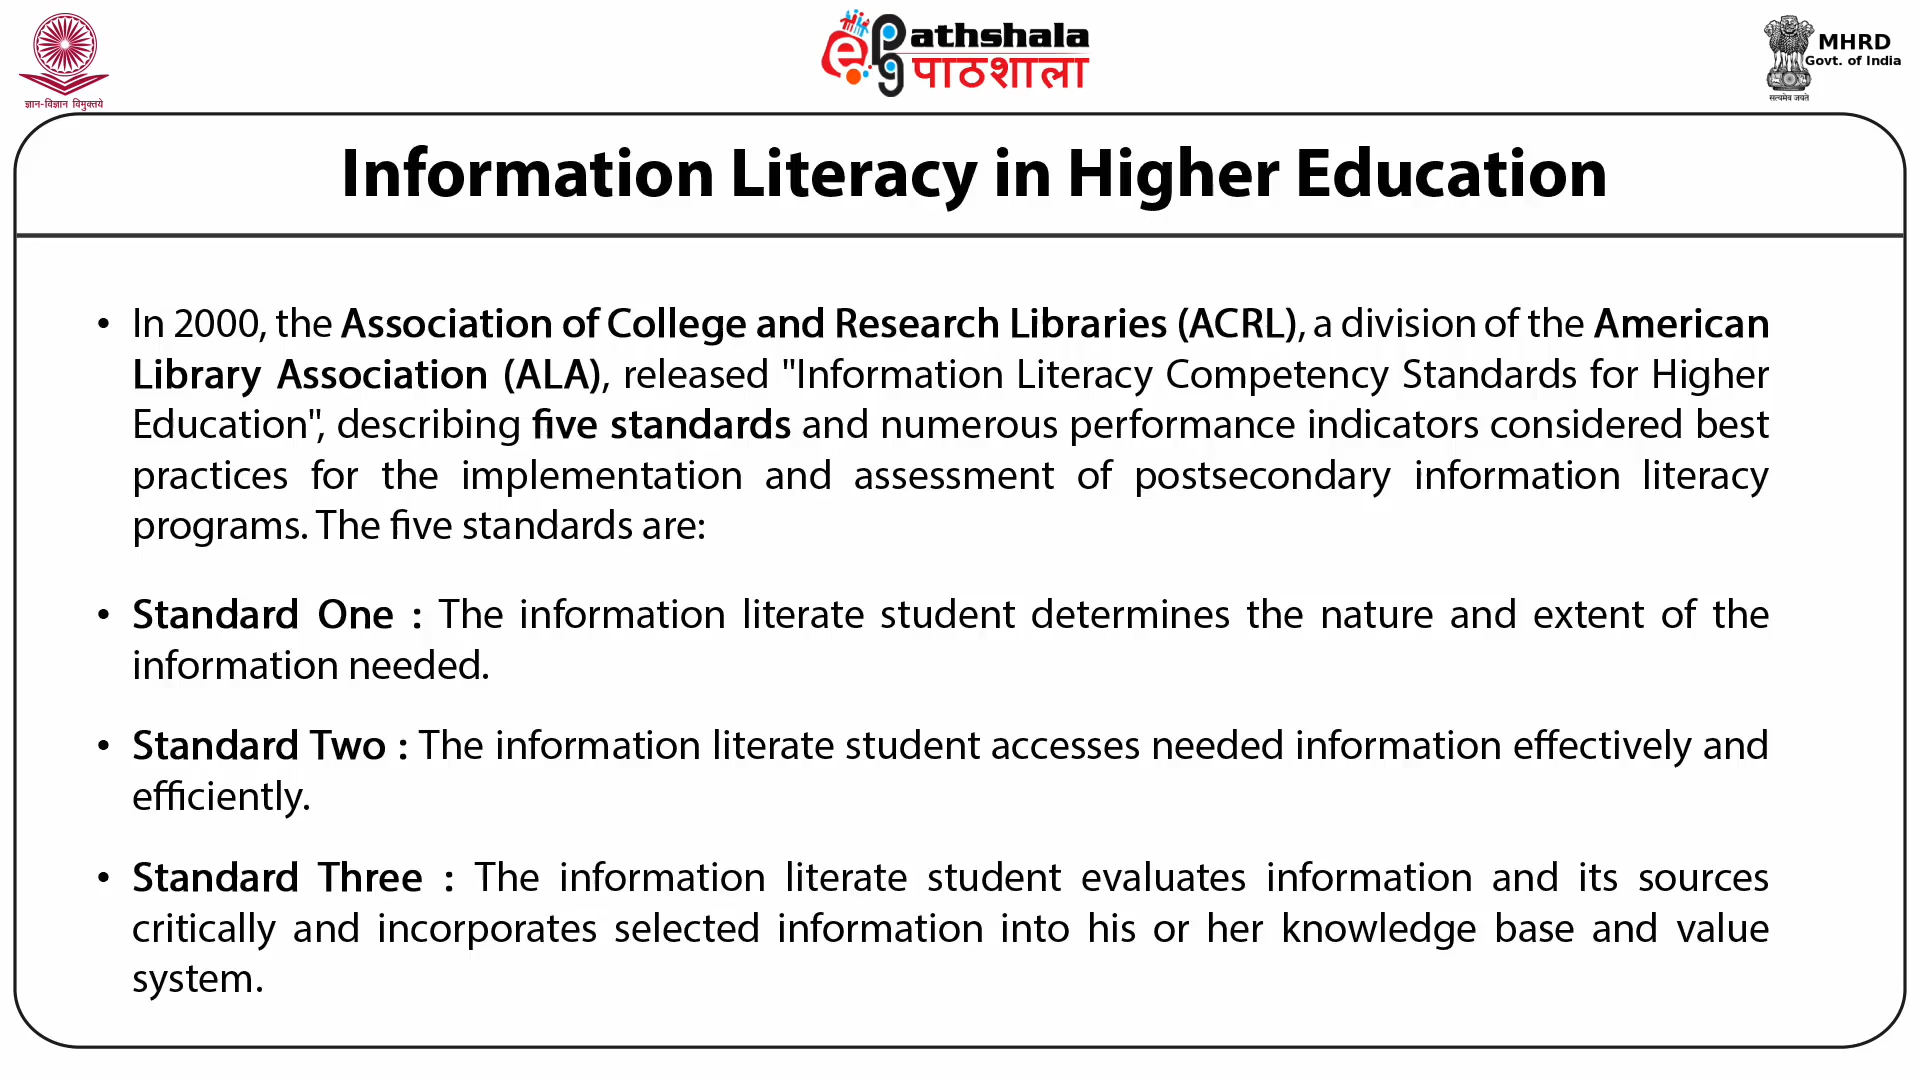 ज्ञान-विज्ञान विमुक्तये
ePathshala
पाठशाला
MHRD
Govt. of India
सत्यमेव जयते
Information Literacy in Higher Education
• In 2000, the Association of College and Research Libraries (ACRL), a division of the American
Library Association (ALA), released "Information Literacy Competency Standards for Higher
Education", describing five standards and numerous performance indicators considered best
practices for the implementation and assessment of postsecondary information literacy
programs. The five standards are:
• Standard One : The information literate student determines the nature and extent of the
information needed.
• Standard Two : The information literate student accesses needed information effectively and
efficiently.
• Standard Three : The information literate student evaluates information and its sources
critically and incorporates selected information into his or her knowledge base and value
system.